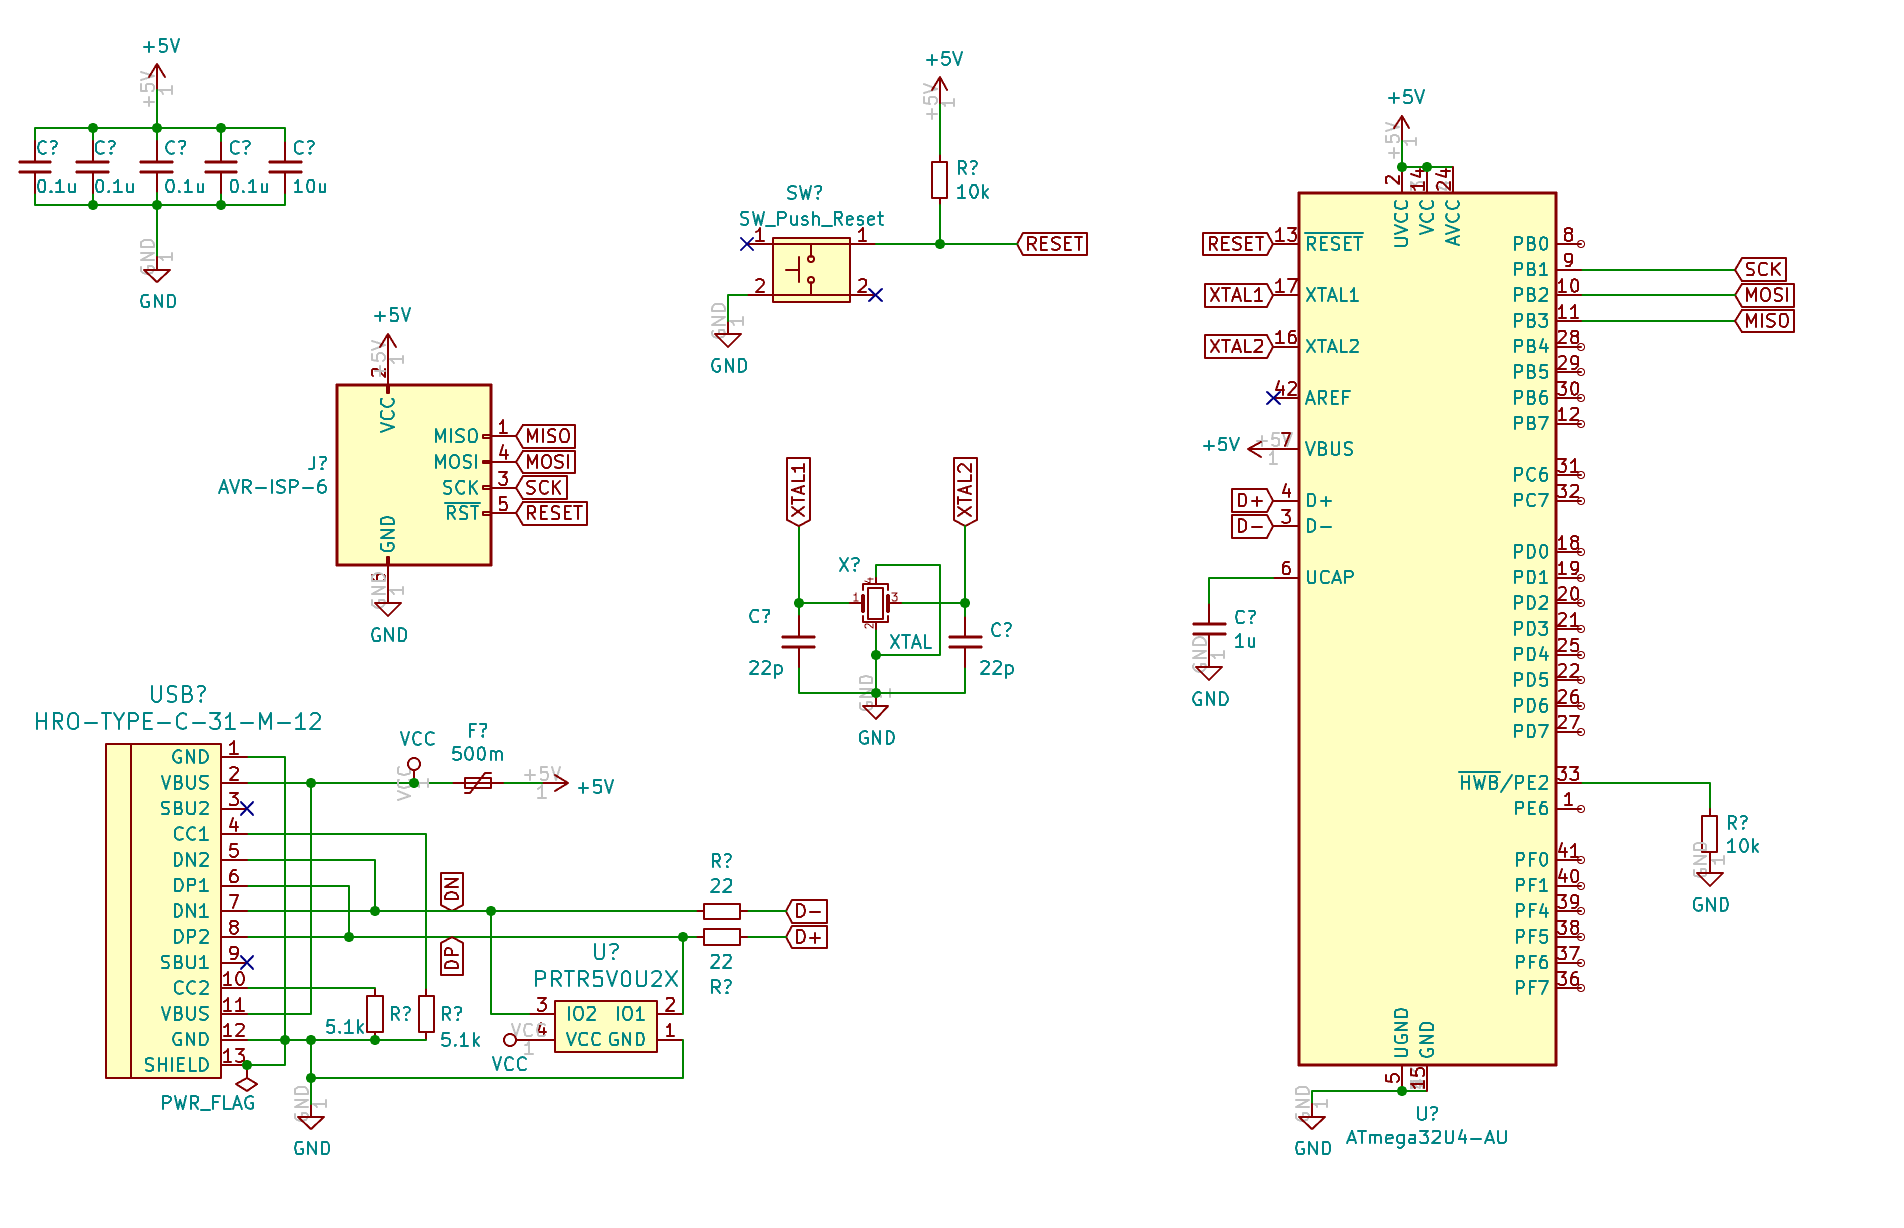 +5V
+5V
1
C?
C?
C?
C?
C?
0.1u
0.1u
0.1u
0.1u
10u
GND
1
GND
+5V
+5V
1
2
VCC
MISO
1
MISO
MOSI
4
MOSI
SCK
3
SCK
RST
5
RESET
GND
J?
AVR-ISP-6
GND
1
GND
+5V
+5V
1
R?
10k
SW?
SW_Push_Reset
1
1
RESET
2
2
GND
1
GND
XTAL1
XTAL2
X?
4
1
3
2
XTAL
C?
22p
C?
22p
GND
1
GND
USB?
HRO-TYPE-C-31-M-12
GND
1
VBUS
2
SBU2
3
CC1
4
DN2
5
DP1
6
DN1
7
DP2
8
SBU1
9
CC2
10
VBUS
11
GND
12
SHIELD
13
PWR_FLAG
VCC
VCC
1
F?
500m
+5V
1
+5V
DN
DP
R?
22
D-
D+
22
R?
R?
5.1k
R?
5.1k
U?
PRTR5V0U2X
3
IO2
IO1
2
4
VCC
GND
1
VCC
1
VCC
GND
1
GND
+5V
+5V
1
2
14
24
UVCC
VCC
AVCC
RESET
13
RESET
XTAL1
17
XTAL1
XTAL2
16
XTAL2
42
AREF
+5V
+5V
1
7
VBUS
D+
4
D+
D-
3
D-
6
UCAP
C?
1u
GND
1
GND
PB0
8
PB1
9
SCK
PB2
10
MOSI
PB3
11
MISO
PB4
28
PB5
29
PB6
30
PB7
12
PC6
31
PC7
32
PD0
18
PD1
19
PD2
20
PD3
21
PD4
25
PD5
22
PD6
26
PD7
27
HWB/PE2
33
PE6
1
R?
10k
GND
1
GND
PF0
41
PF1
40
PF4
39
PF5
38
PF6
37
PF7
36
UGND
GND
5
15
GND
1
GND
U?
ATmega32U4-AU